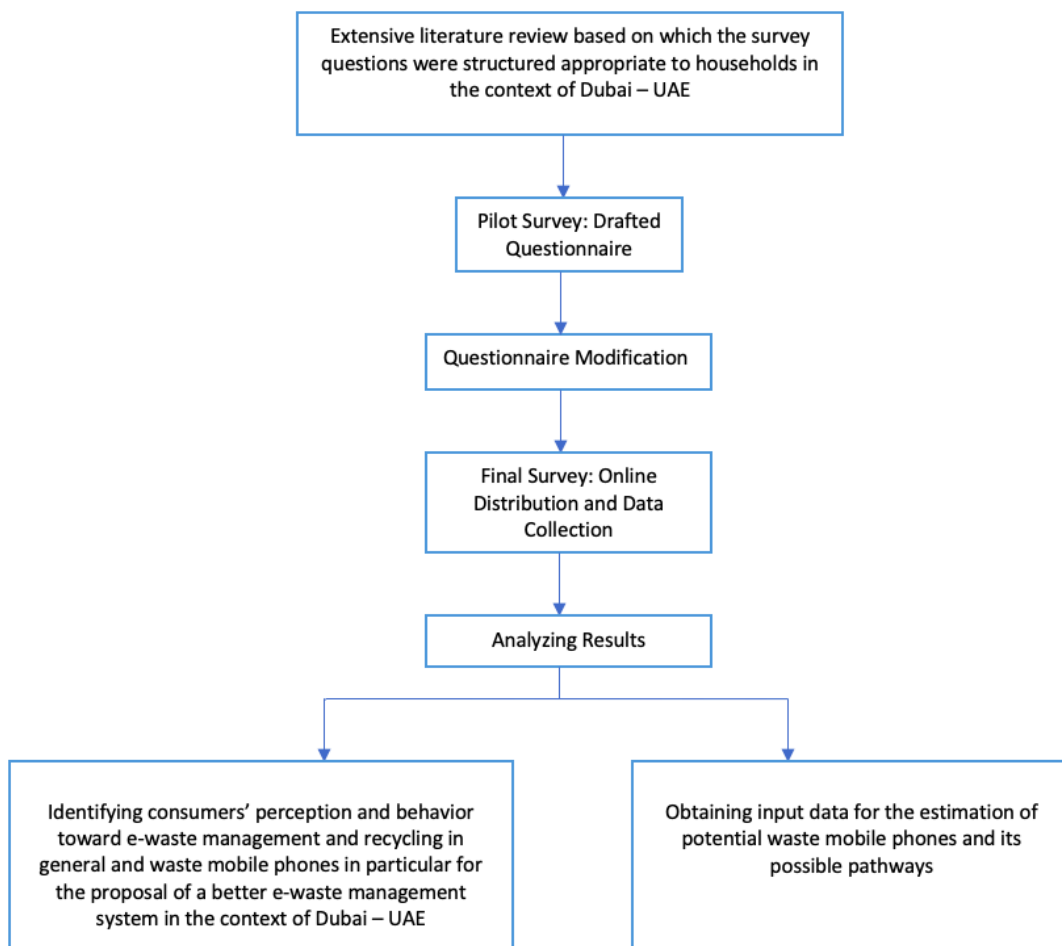 Extensive literature review based on which the survey
questions were structured appropriate to households in
the context of Dubai – UAE
Pilot Survey: Drafted
Questionnaire
Questionnaire Modification
Final Survey: Online
Distribution and Data
Collection
Analyzing Results
Identifying consumers’ perception and behavior
toward e-waste management and recycling in
general and waste mobile phones in particular for
the proposal of a better e-waste management
system in the context of Dubai – UAE
Obtaining input data for the estimation of
potential waste mobile phones and its
possible pathways